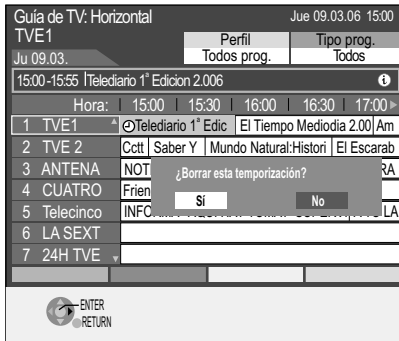 Guía de TV: Horizontal Jue 09.03.06 15:00
TVE1 Perfil Tipo prog.
Ju 09.03. Todos prog. Todos
15:00 -15:55 Telediario 1ª Edicion 2.006
Hora: 15:00 15:30 16:00 16:30 17:00
1 TVE1 Telediario 1ª Edic El Tiempo Mediodia 2.00 Am
2 TVE 2 Cctt Saber Y Mundo Natural:Histori El Escarab
3 ANTENA NOT RA
¿Borrar esta temporización?
4 CUATRO Frien
Sí No
5 Telecinco LA
6 LA SEXT
7 24H TVE
ENTER
RETURN